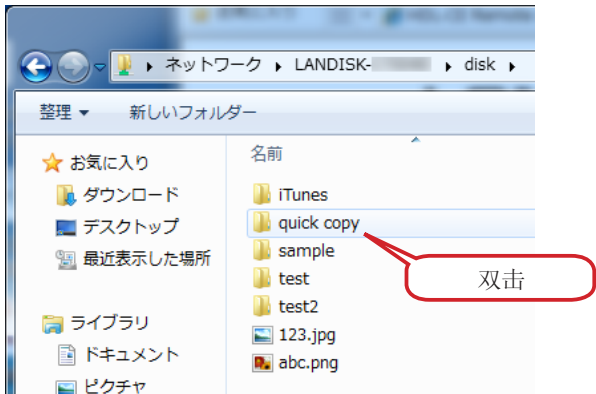 ネットワーク ▸ LANDISK- ▸ disk ▸
整理 ▼ 新しいフォルダー
お気に入り
ダウンロード
デスクトップ
最近表示した場所
ライブラリ
ドキュメント
ピクチャ
名前
iTunes
quick copy
sample
test
test2
123.jpg
abc.png
双击